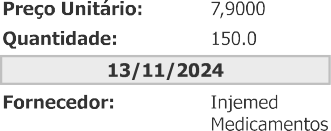 Preço Unitário: 7,9000
Quantidade: 150.0
13/11/2024
Fornecedor: Injemed
Medicamentos